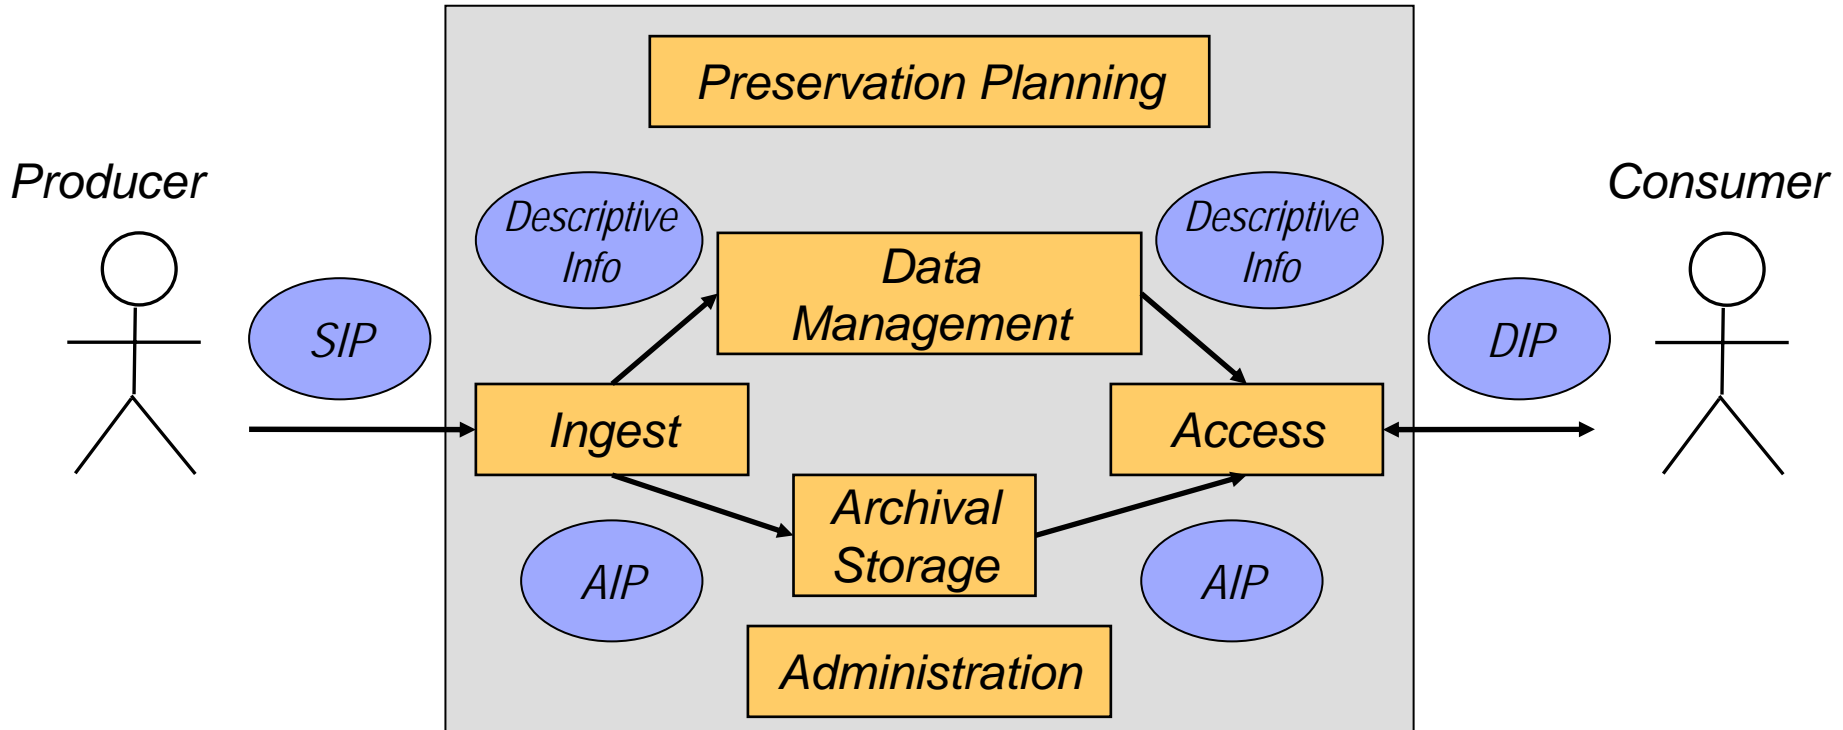 Preservation Planning
Producer
Consumer
Descriptive
Info
Descriptive
Info
Data
Management
SIP
DIP
Ingest
Access
Archival
Storage
AIP
AIP
Administration